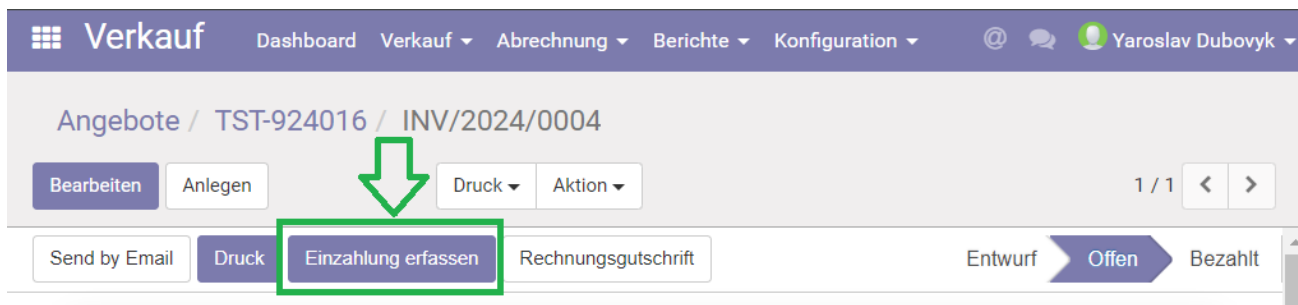 Verkauf Dashboard Verkauf Abrechnung Berichte Konfiguration @ Yaroslav Dubovyk
Angebote / TST-924016 / INV/2024/0004
Bearbeiten Anlegen Druck Aktion 1 / 1
Send by Email Druck Einzahlung erfassen Rechnungsgutschrift Entwurf Offen Bezahlt